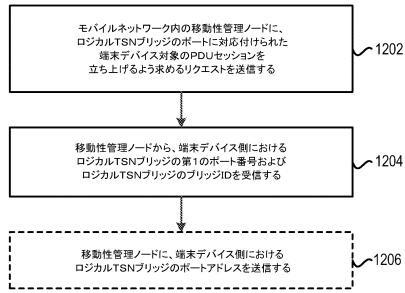 モバイルネットワーク内の移動性管理ノードに、
ロジカルTSNブリッジのポートに対応付けられた
端末デバイス対象のPDUセッションを
立ち上げるよう求めるリクエストを送信する
1202
移動性管理ノードから、端末デバイス側における
ロジカルTSNブリッジの第1のポート番号および
ロジカルTSNブリッジのブリッジIDを受信する
1204
移動性管理ノードに、端末デバイス側における
ロジカルTSNブリッジのポートアドレスを送信する
1206